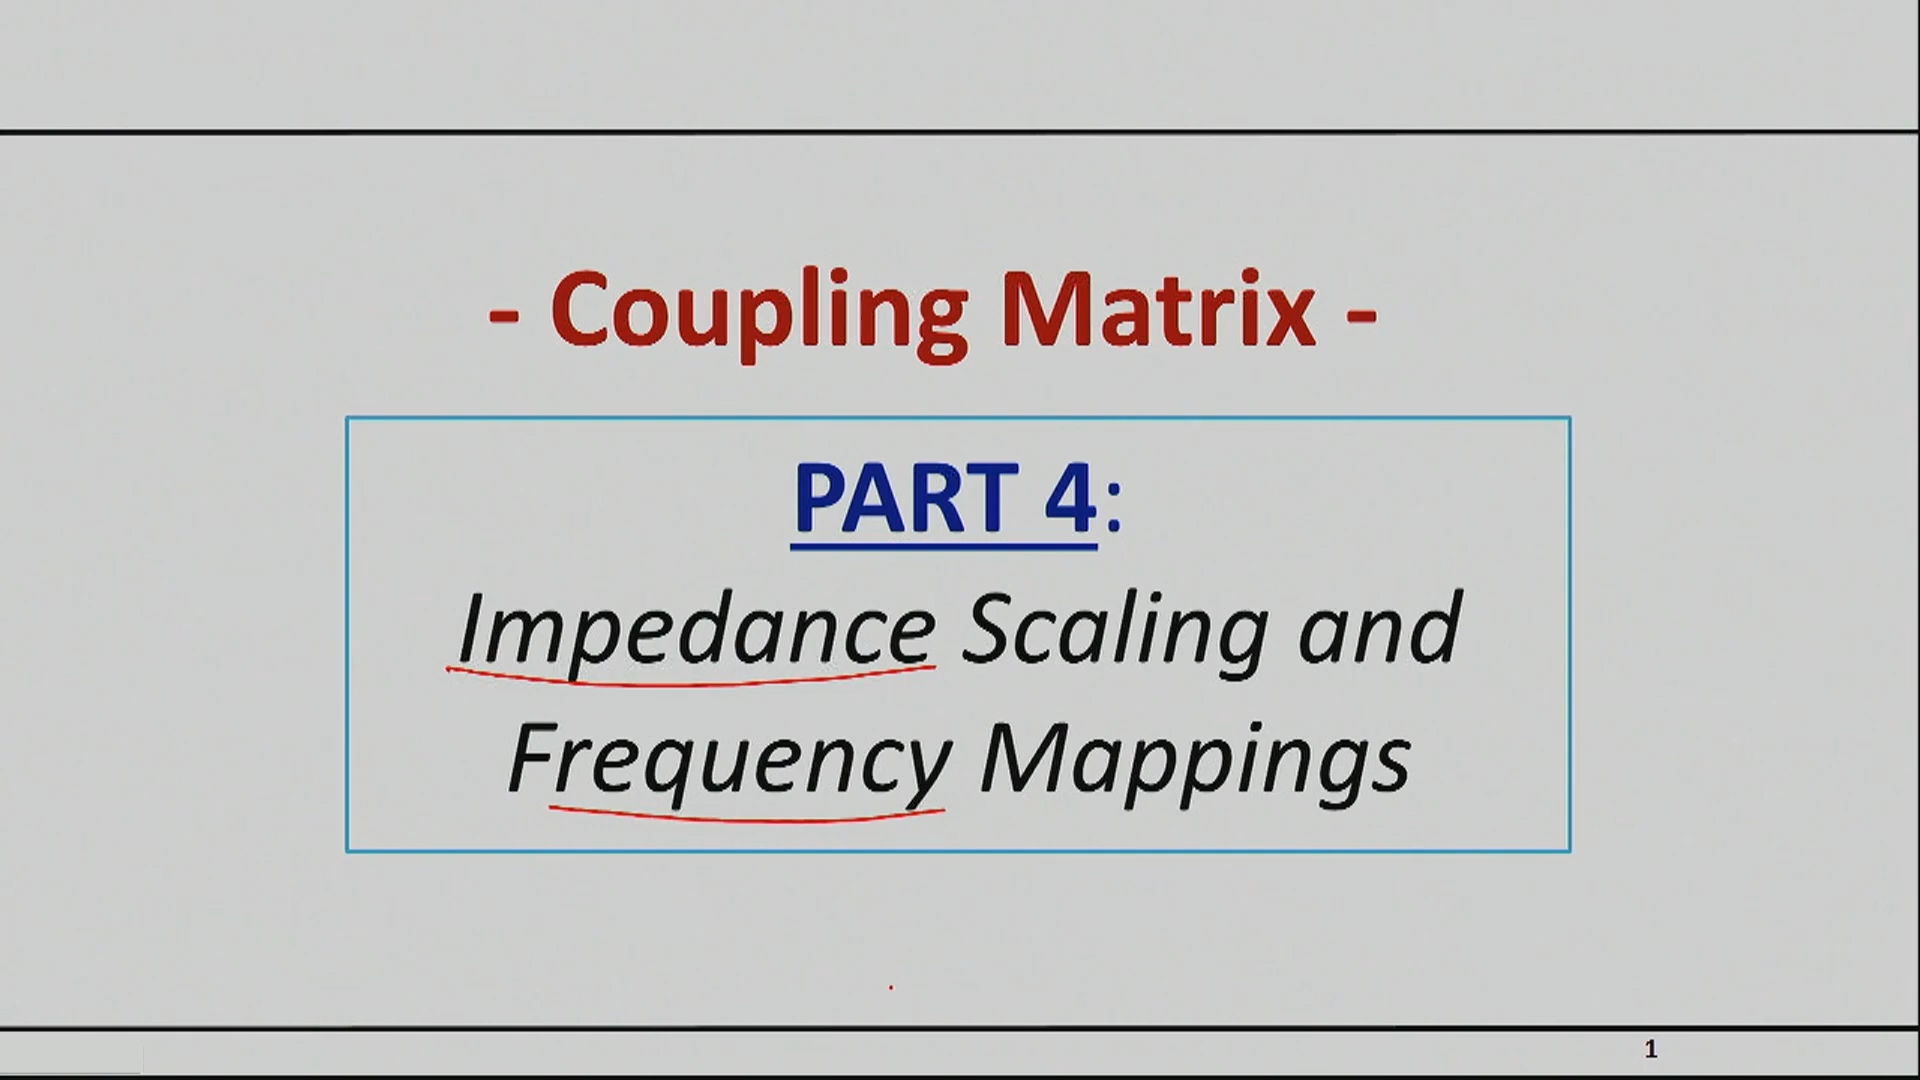 - Coupling Matrix -
PART 4:
Impedance Scaling and
Frequency Mappings
1